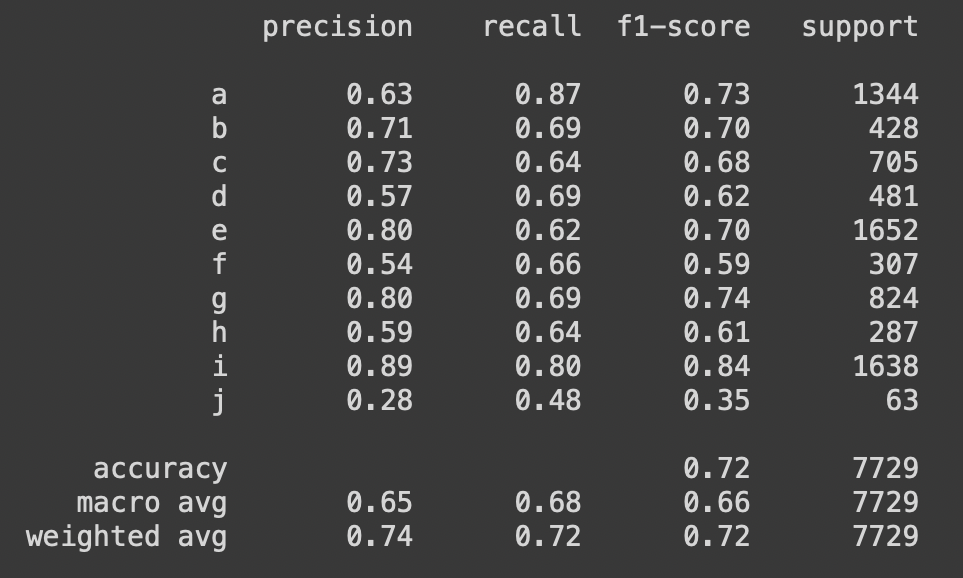 precision recall f1-score support
a 0.63 0.87 0.73 1344
b 0.71 0.69 0.70 428
c 0.73 0.64 0.68 705
d 0.57 0.69 0.62 481
e 0.80 0.62 0.70 1652
f 0.54 0.66 0.59 307
g 0.80 0.69 0.74 824
h 0.59 0.64 0.61 287
i 0.89 0.80 0.84 1638
j 0.28 0.48 0.35 63
accuracy 0.72 7729
macro avg 0.65 0.68 0.66 7729
weighted avg 0.74 0.72 0.72 7729